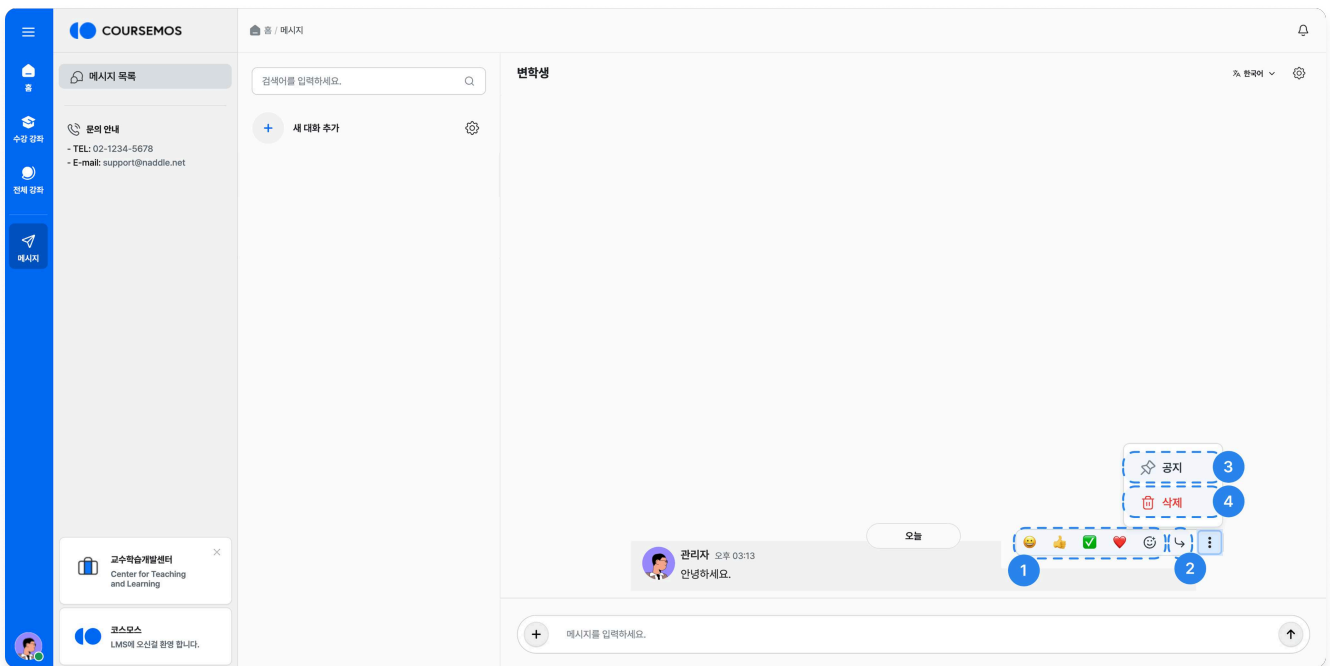 홈
수강 강좌
전체 강좌
메시지
COURSEMOS
메시지 목록
문의 안내
- TEL: 02-1234-5678
- E-mail: support@naddle.net
교수학습개발센터
Center for Teaching
and Learning
코스모스
LMS에 오신걸 환영 합니다.
홈 / 메시지
검색어를 입력하세요.
새 대화 추가
변학생
한국어
공지
3
삭제
4
오늘
관리자 오후 03:13
안녕하세요.
1
2
메시지를 입력하세요.